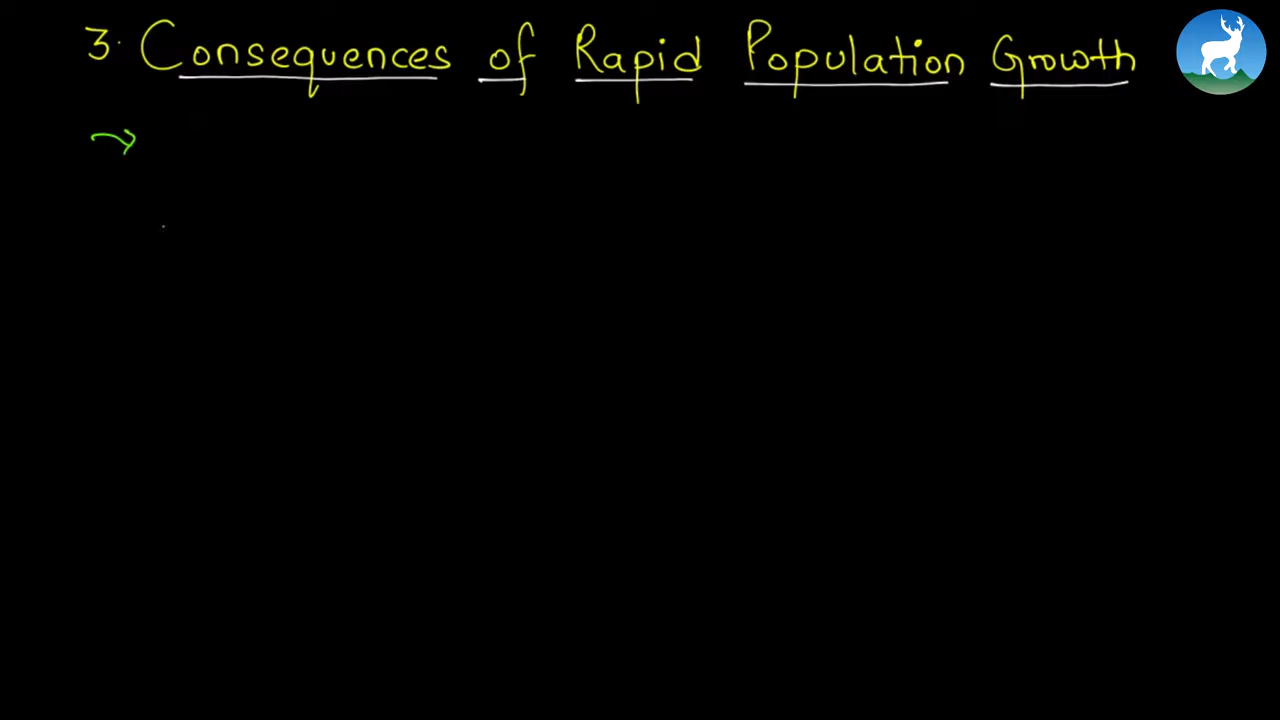 3. Consequences of Rapid Population Growth
→